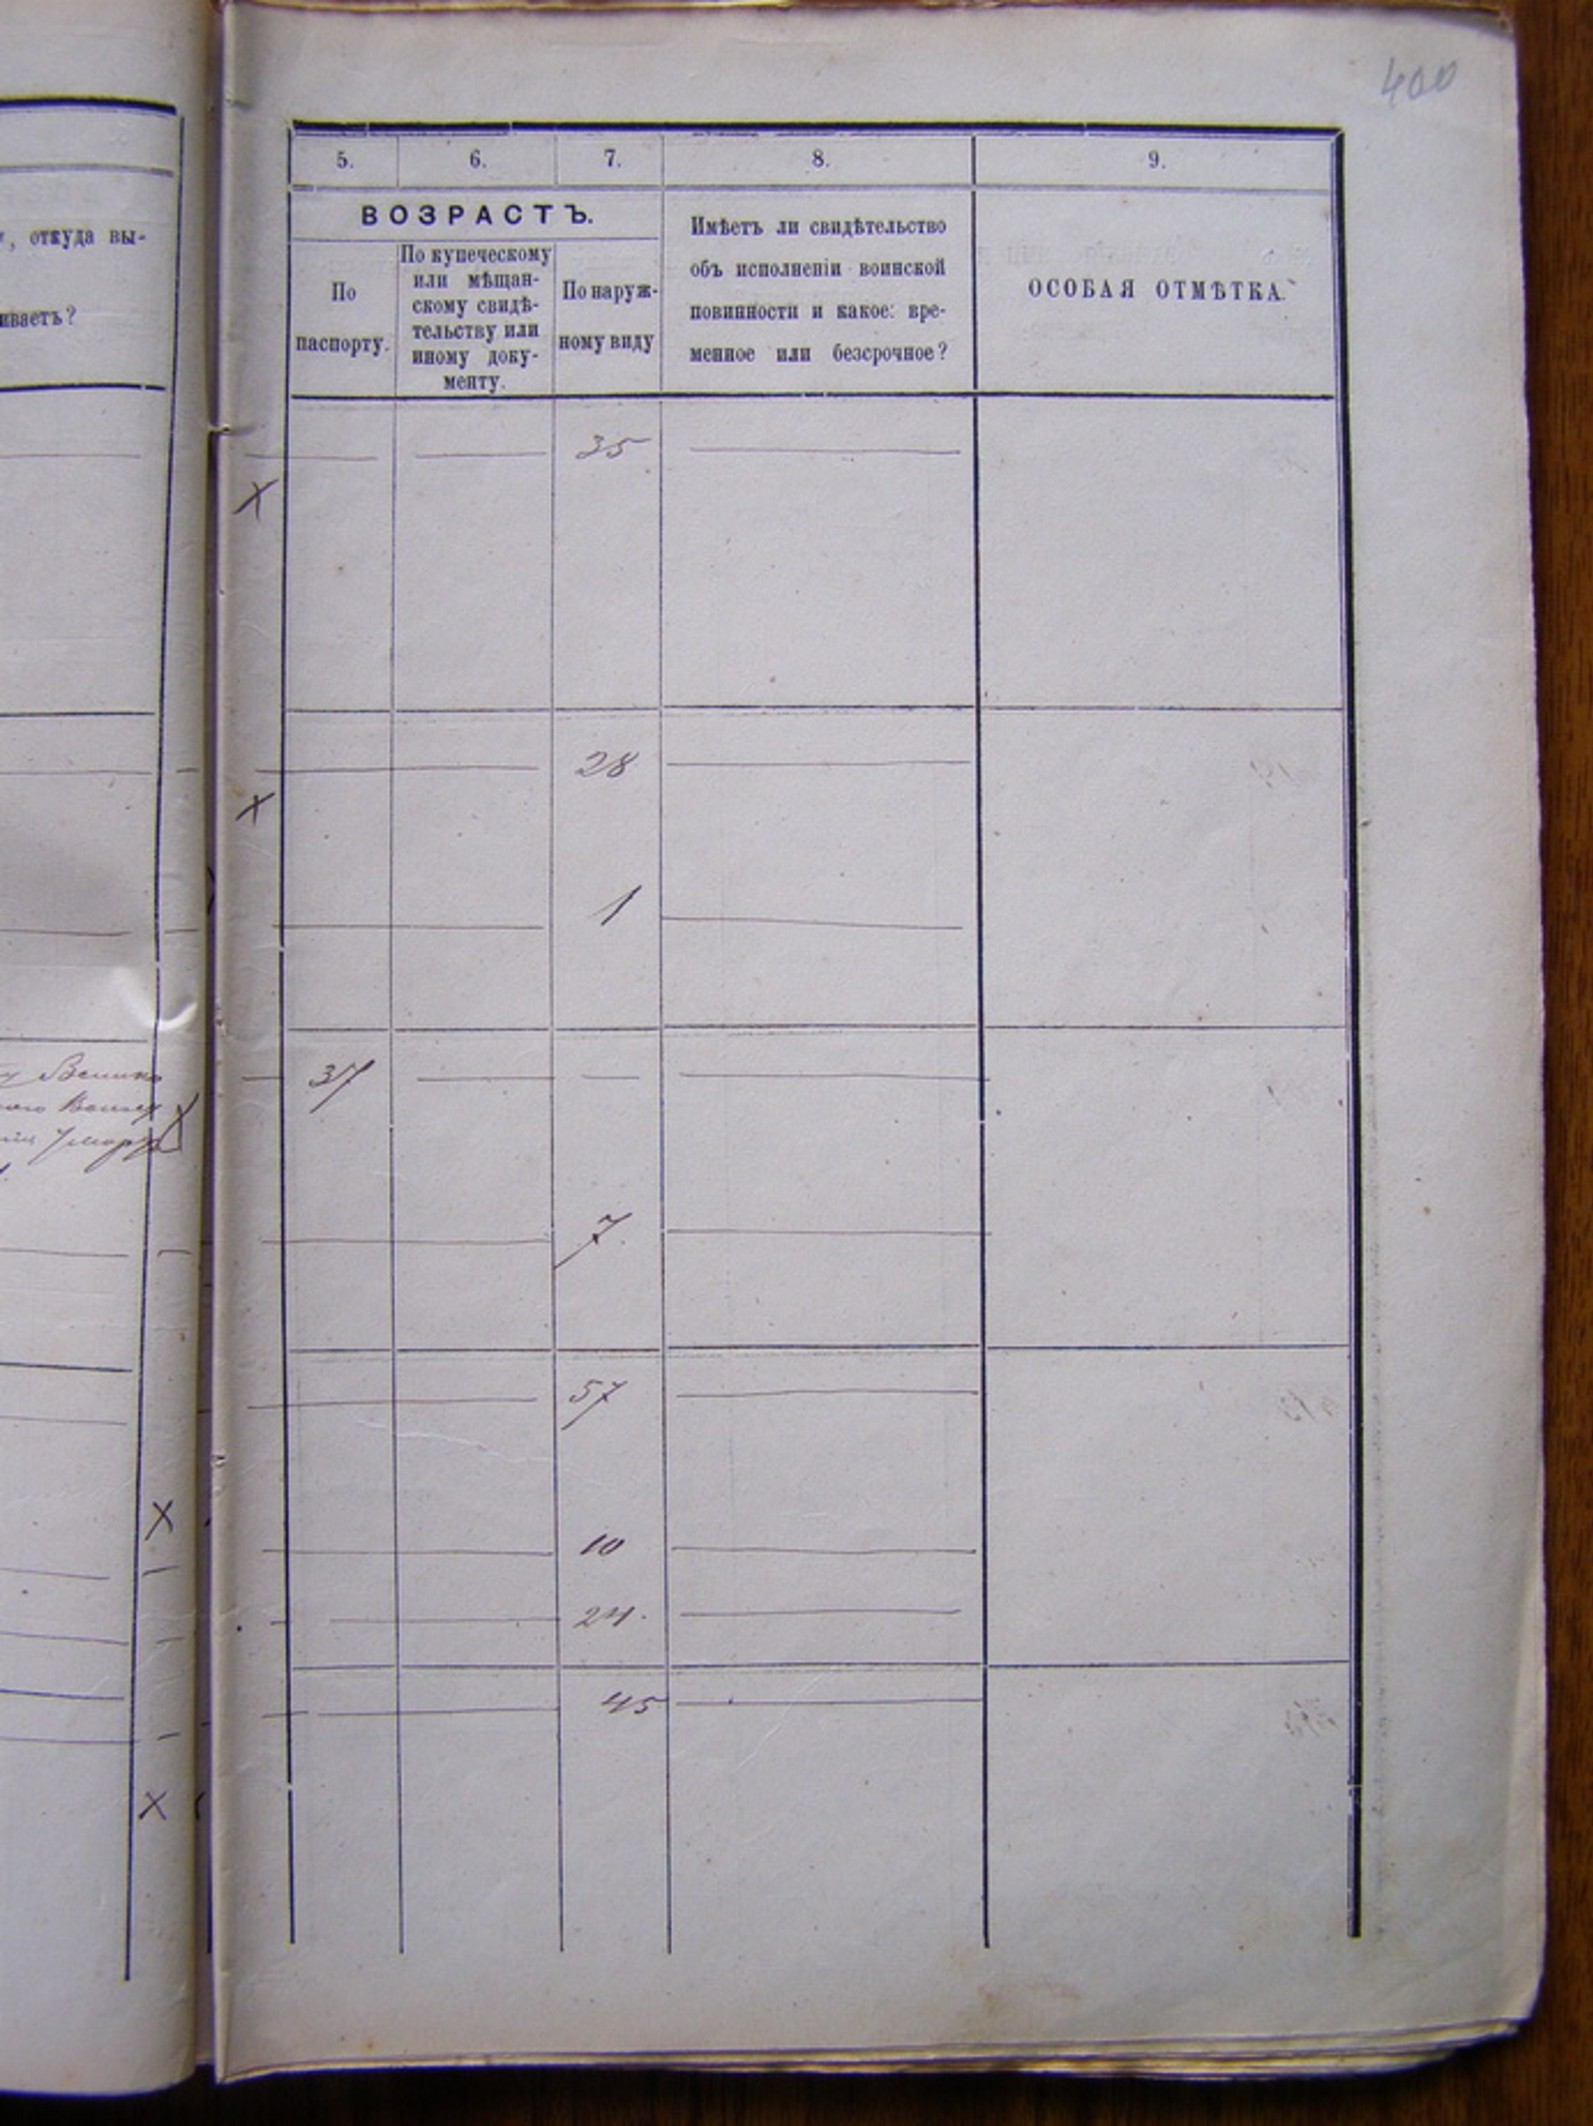 400
5. 6. 7. 8. 9.
, откуда вы-
иваетъ?
ВОЗРАСТЪ.
По
паспорту.
По купеческому
или мѣщан-
скому свидѣ-
тельству или
иному доку-
менту.
По наруж-
ному виду
Имѣетъ ли свидѣтельство
объ исполненіи воинской
повинности и какое: вре-
менное или безсрочное?
ОСОБАЯ ОТМѢТКА.
35
X
28
X
1
37
7
57
X
10
24.
45
X